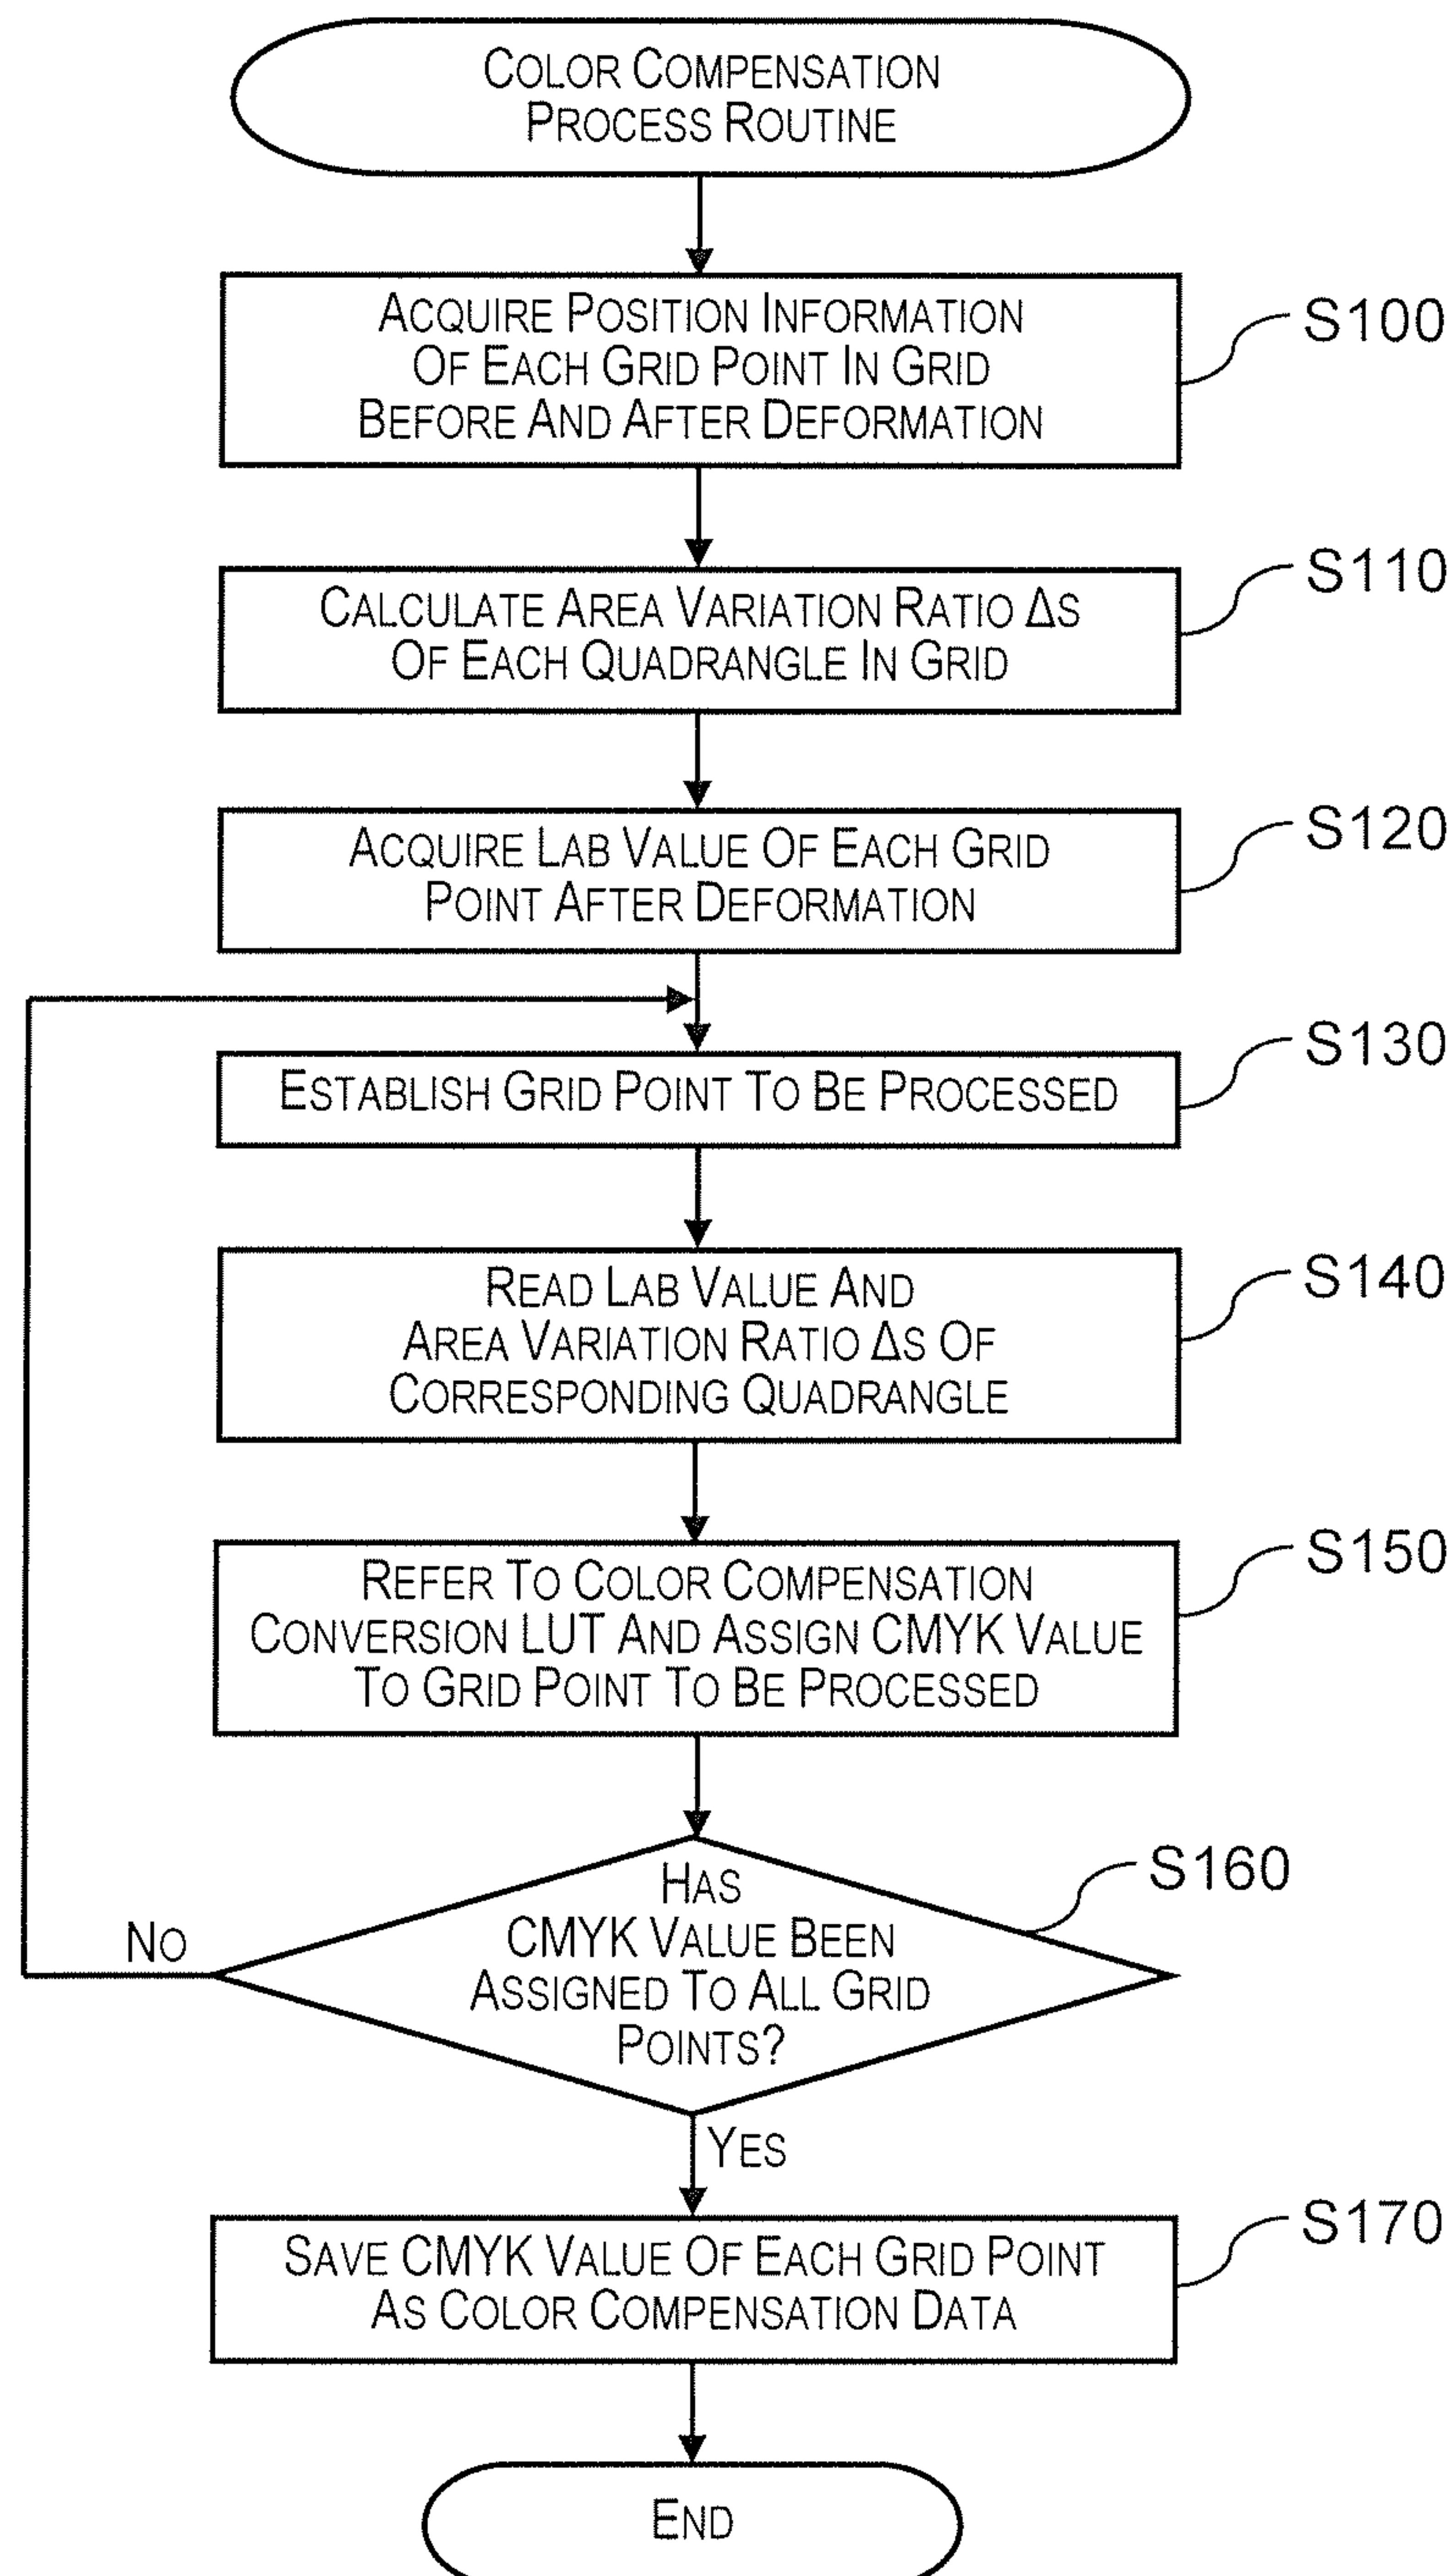 COLOR COMPENSATION
PROCESS ROUTINE
ACQUIRE POSITION INFORMATION
OF EACH GRID POINT IN GRID
BEFORE AND AFTER DEFORMATION
S100
CALCULATE AREA VARIATION RATIO ΔS
OF EACH QUADRANGLE IN GRID
S110
ACQUIRE LAB VALUE OF EACH GRID
POINT AFTER DEFORMATION
S120
ESTABLISH GRID POINT TO BE PROCESSED
S130
READ LAB VALUE AND
AREA VARIATION RATIO ΔS OF
CORRESPONDING QUADRANGLE
S140
REFER TO COLOR COMPENSATION
CONVERSION LUT AND ASSIGN CMYK VALUE
TO GRID POINT TO BE PROCESSED
S150
HAS
CMYK VALUE BEEN
ASSIGNED TO ALL GRID
POINTS?
S160
NO
YES
SAVE CMYK VALUE OF EACH GRID POINT
AS COLOR COMPENSATION DATA
S170
END